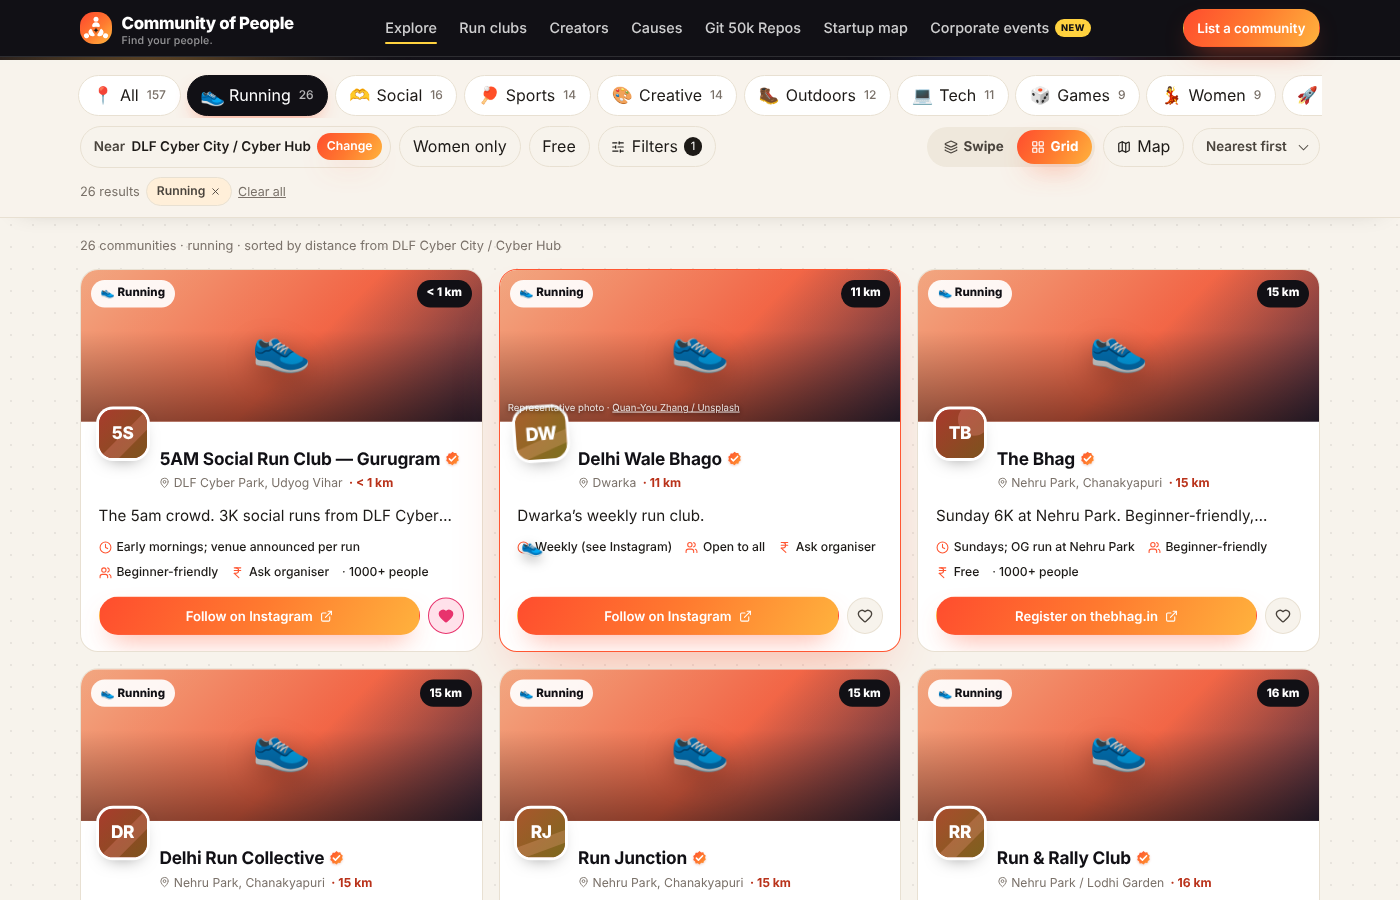 Community of People
Find your people.
Explore
Run clubs
Creators
Causes
Git 50k Repos
Startup map
Corporate events NEW
List a community
All 157
Running 26
Social 16
Sports 14
Creative 14
Outdoors 12
Tech 11
Games 9
Women 9
Near DLF Cyber City / Cyber Hub Change
Women only
Free
Filters 1
Swipe
Grid
Map
Nearest first
26 results
Running ×
Clear all
26 communities · running · sorted by distance from DLF Cyber City / Cyber Hub
Running
< 1 km
5S
5AM Social Run Club — Gurugram
DLF Cyber Park, Udyog Vihar · < 1 km
The 5am crowd. 3K social runs from DLF Cyber...
Early mornings; venue announced per run
Beginner-friendly ₹ Ask organiser · 1000+ people
Follow on Instagram
Running
11 km
Representative photo · Quan-You Zhang / Unsplash
DW
Delhi Wale Bhago
Dwarka · 11 km
Dwarka’s weekly run club.
Weekly (see Instagram) Open to all ₹ Ask organiser
Follow on Instagram
Running
15 km
TB
The Bhag
Nehru Park, Chanakyapuri · 15 km
Sunday 6K at Nehru Park. Beginner-friendly,...
Sundays; OG run at Nehru Park Beginner-friendly
₹ Free · 1000+ people
Register on thebhag.in
Running
15 km
DR
Delhi Run Collective
Nehru Park, Chanakyapuri · 15 km
Running
15 km
RJ
Run Junction
Nehru Park, Chanakyapuri · 15 km
Running
16 km
RR
Run & Rally Club
Nehru Park / Lodhi Garden · 16 km